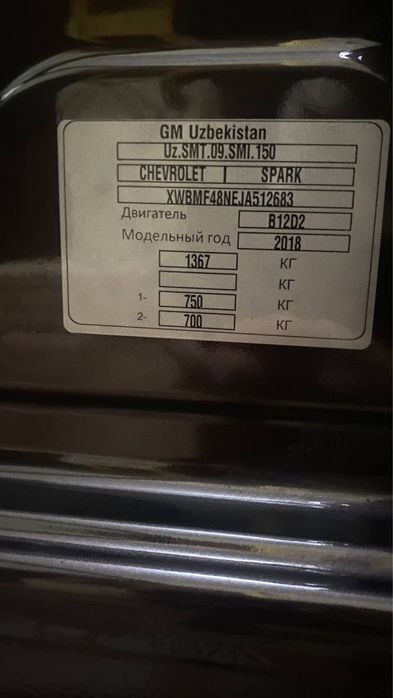 GM Uzbekistan
Uz.SMT.09.SMI.150
CHEVROLET SPARK
XWBMF48NEJA512683
Двигатель B12D2
Модельный год 2018
1367 КГ
КГ
1- 750 КГ
2- 700 КГ